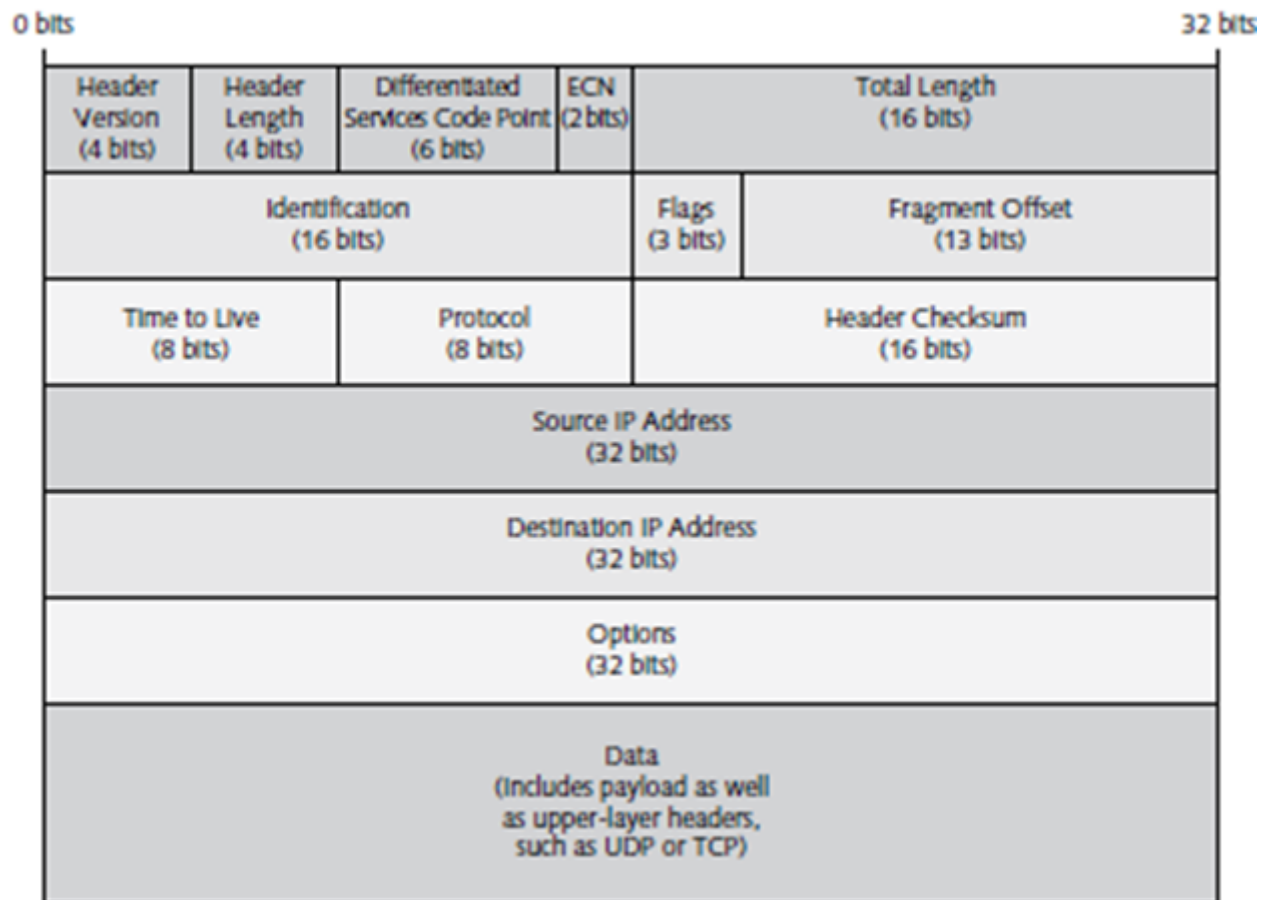 0 bits
32 bits
Header
Version
(4 bits)
Header
Length
(4 bits)
Differentiated
Services Code Point
(6 bits)
ECN
(2 bits)
Total Length
(16 bits)
Identification
(16 bits)
Flags
(3 bits)
Fragment Offset
(13 bits)
Time to Live
(8 bits)
Protocol
(8 bits)
Header Checksum
(16 bits)
Source IP Address
(32 bits)
Destination IP Address
(32 bits)
Options
(32 bits)
Data
(Includes payload as well
as upper-layer headers,
such as UDP or TCP)